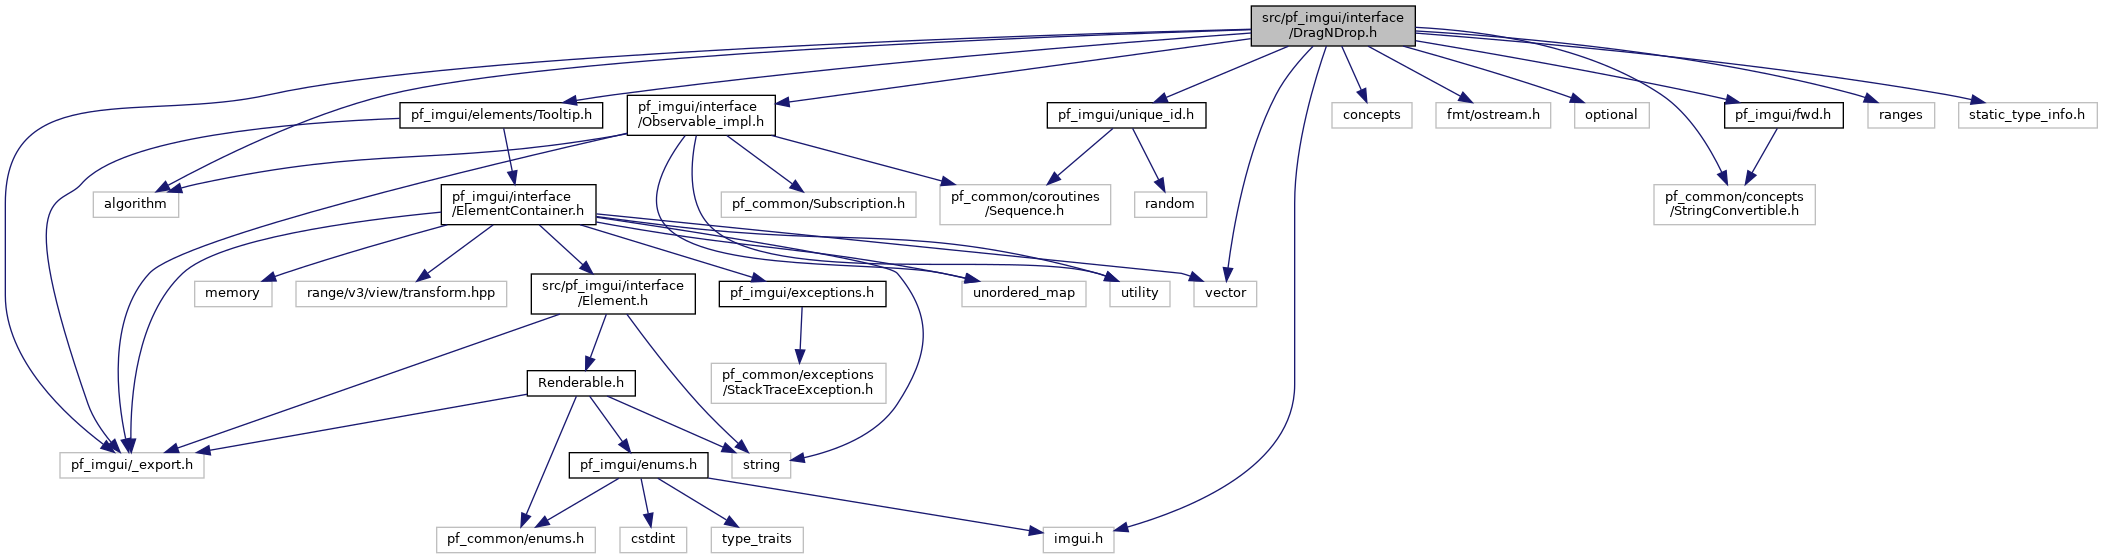 src/pf_imgui/interface
/DragNDrop.h
pf_imgui/elements/Tooltip.h
pf_imgui/interface
/Observable_impl.h
pf_imgui/unique_id.h
concepts
fmt/ostream.h
optional
pf_imgui/fwd.h
ranges
static_type_info.h
algorithm
pf_imgui/interface
/ElementContainer.h
pf_common/Subscription.h
pf_common/coroutines
/Sequence.h
random
pf_common/concepts
/StringConvertible.h
memory
range/v3/view/transform.hpp
src/pf_imgui/interface
/Element.h
pf_imgui/exceptions.h
unordered_map
utility
vector
Renderable.h
pf_common/exceptions
/StackTraceException.h
pf_imgui/_export.h
pf_imgui/enums.h
string
pf_common/enums.h
cstdint
type_traits
imgui.h